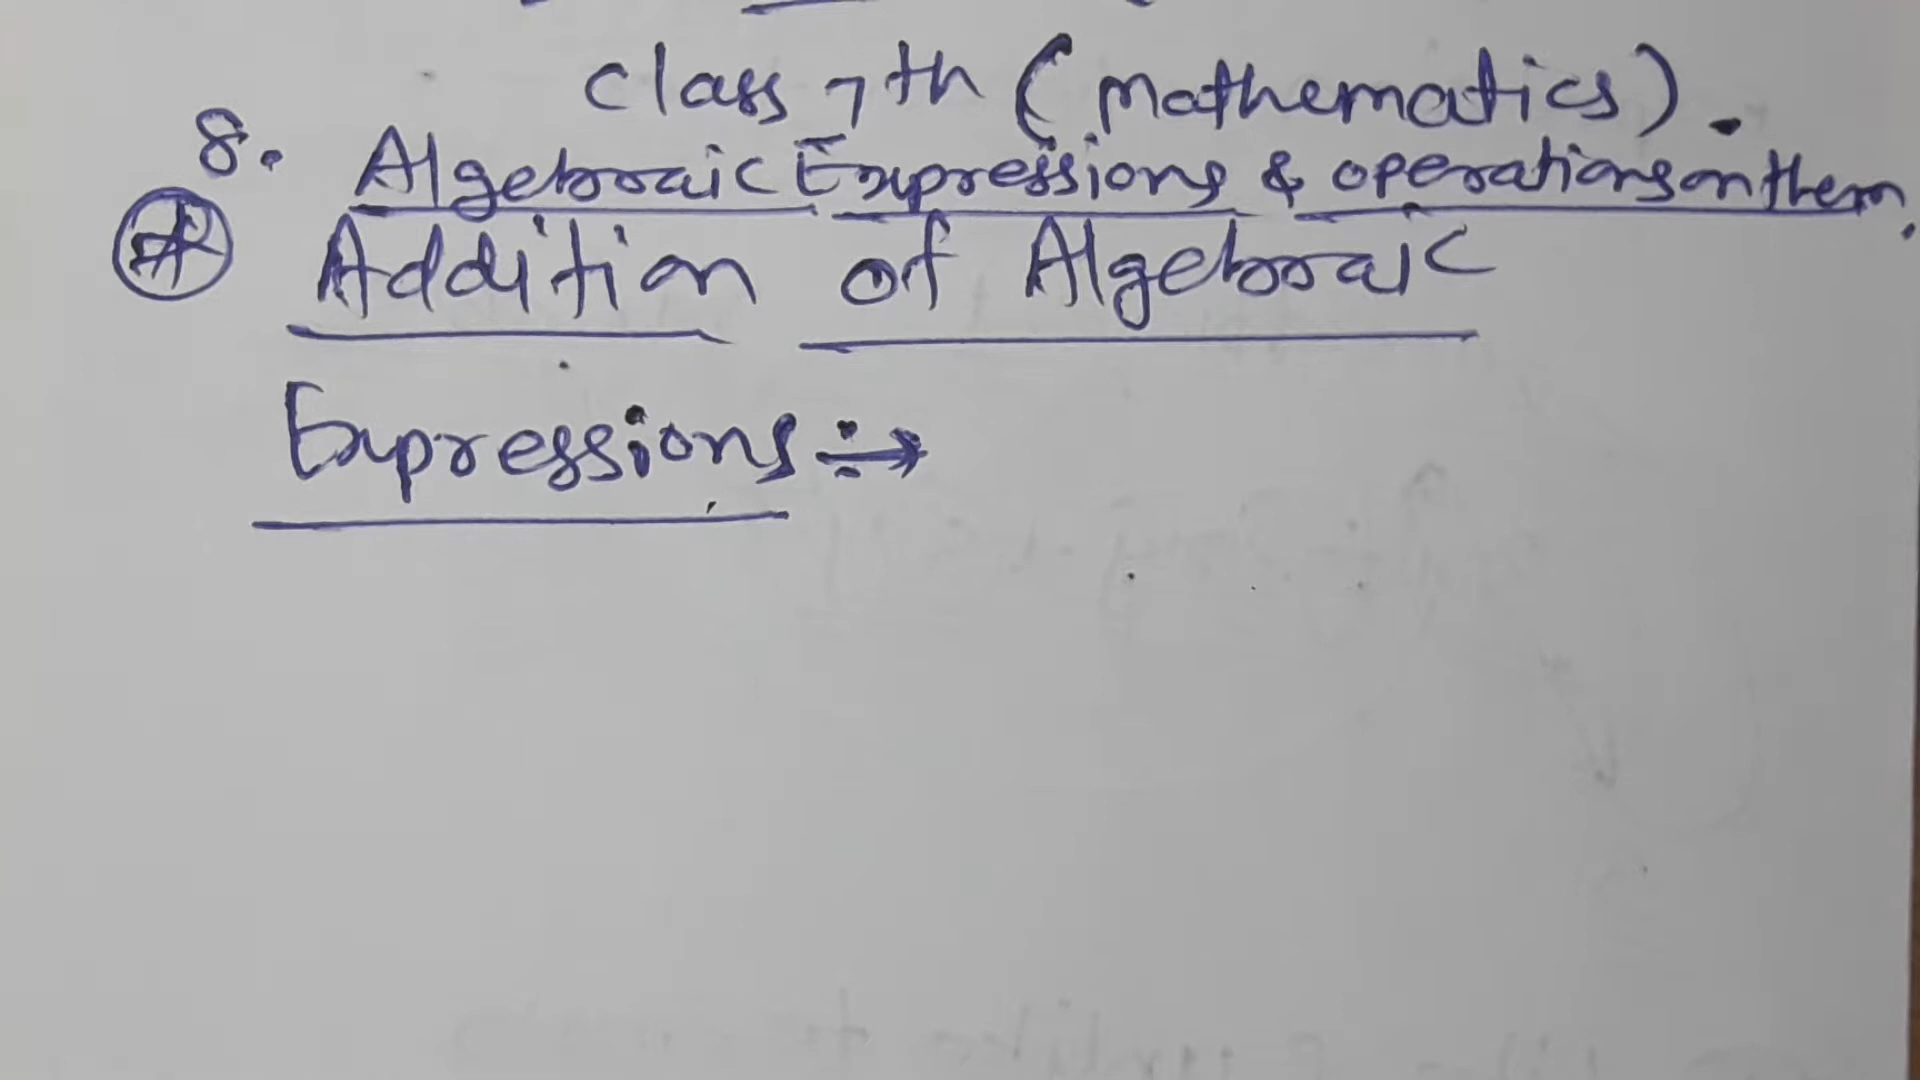 Class 7th (Mathematics).
8. Algebraic Expressions & operations on them.
# Addition of Algebraic
Expressions :→